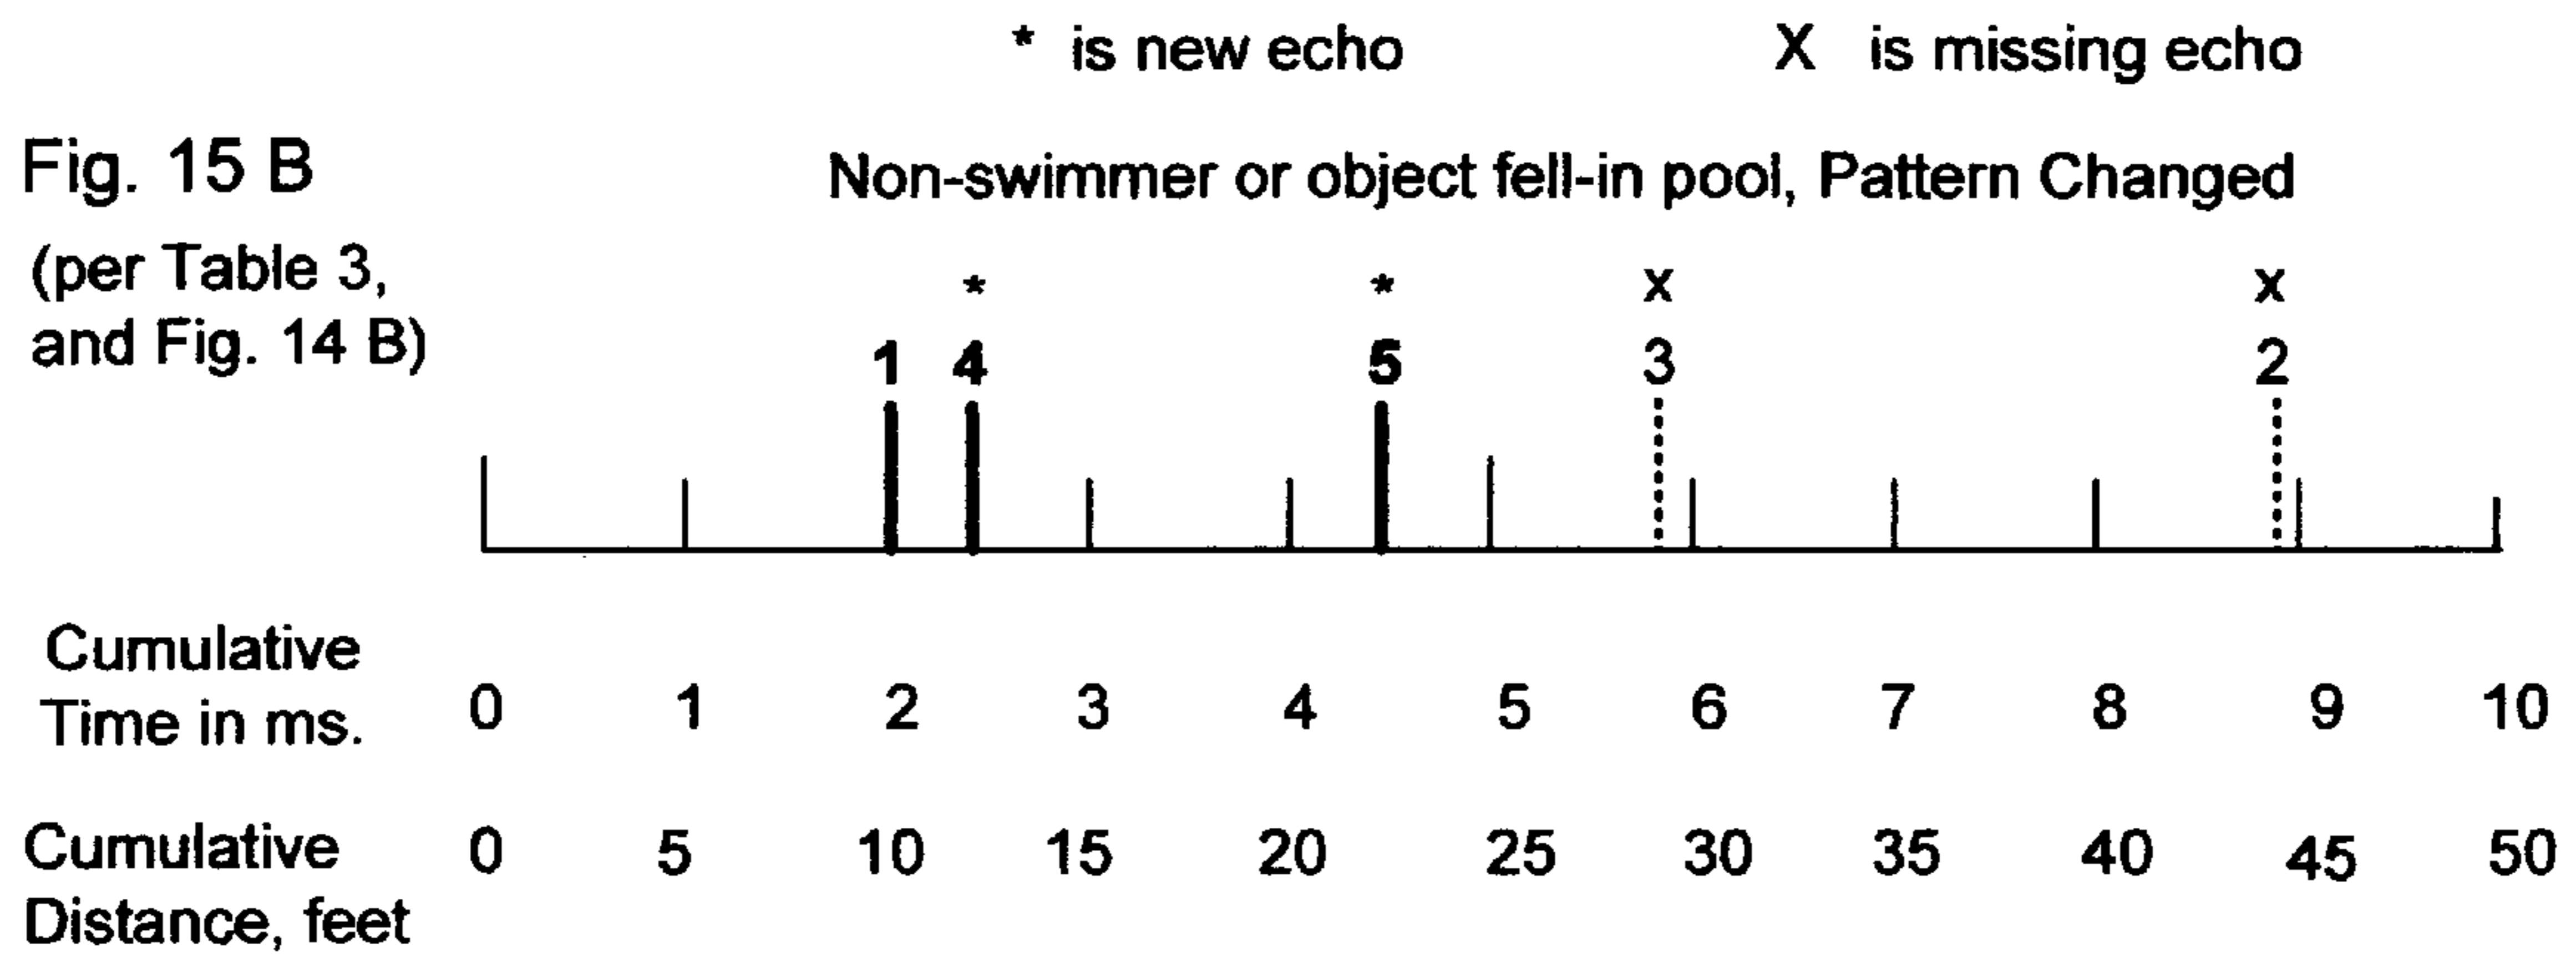 * is new echo X is missing echo
Fig. 15 B
Non-swimmer or object fell-in pool, Pattern Changed
(per Table 3,
and Fig. 14 B)
* * X X
1 4 5 3 2
Cumulative
Time in ms. 0 1 2 3 4 5 6 7 8 9 10
Cumulative
Distance, feet 0 5 10 15 20 25 30 35 40 45 50